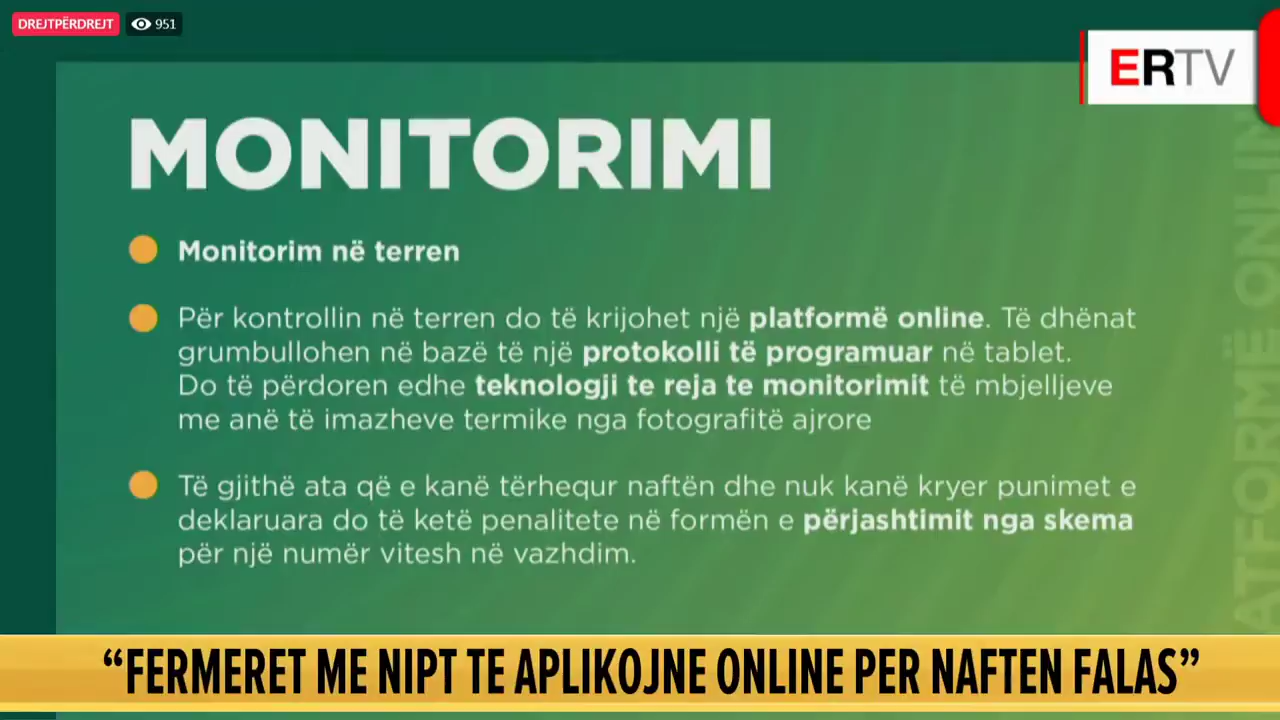 DREJTPËRDREJT 951
ERTV
MONITORIMI
Monitorim në terren
Për kontrollin në terren do të krijohet një platformë online. Të dhënat
grumbullohen në bazë të një protokolli të programuar në tablet.
Do të përdoren edhe teknologji te reja te monitorimit të mbjelljeve
me anë të imazheve termike nga fotografitë ajrore
Të gjithë ata që e kanë tërhequr naftën dhe nuk kanë kryer punimet e
deklaruara do të ketë penalitete në formën e përjashtimit nga skema
për një numër vitesh në vazhdim.
ATFORMË ONLIN
“FERMERET ME NIPT TE APLIKOJNE ONLINE PER NAFTEN FALAS”